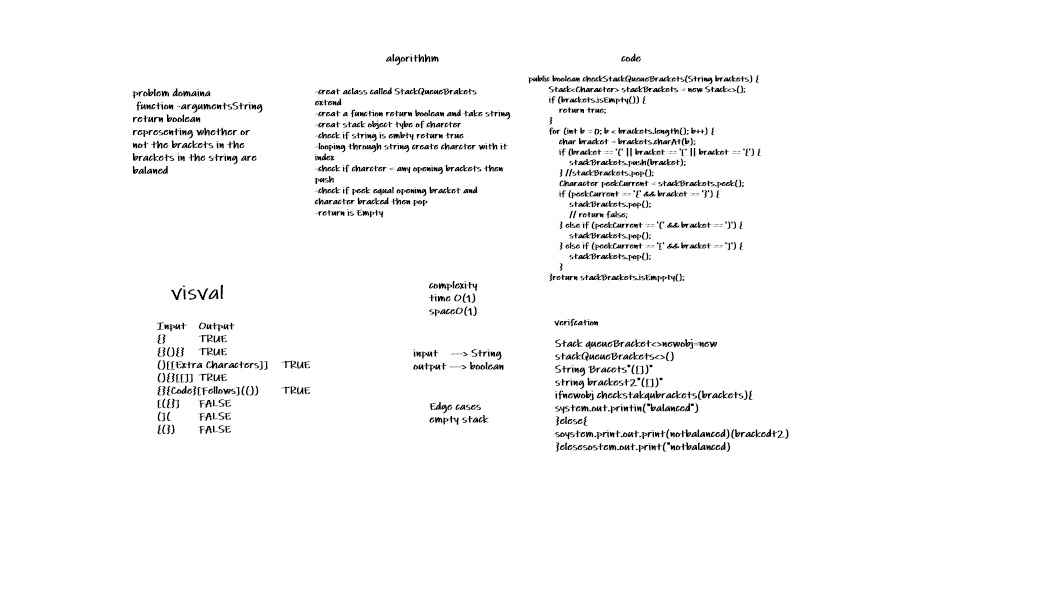 problem domaina
function -argumentsString
return boolean
representing whether or
not the brackets in the
brackets in the string are
balaned
algorithhm
-creat aclass called StackQueueBrakets
extend
-creat a function return boolean and take string
-creat stack object tybe of charcter
-check if string is embty return true
-looping through string create charcter with it
index
-check if charcter = any opening brackets then
push
-check if peek equal opening bracket and
character bracked then pop
-return is Empty
code
public boolean checkStackQueueBrackets(String brackets) {
Stack<Character> stackBrackets = new Stack<>();
if (brackets.isEmpty()) {
return true;
}
for (int b = 0; b < brackets.length(); b++) {
char bracket = brackets.charAt(b);
if (bracket == '(' || bracket == '[' || bracket == '{') {
stackBrackets.push(bracket);
} //stackBrackets.pop();
Character peekCurrent = stackBrackets.peek();
if (peekCurrent == '{' && bracket == '}') {
stackBrackets.pop();
// return false;
} else if (peekCurrent == '(' && bracket == ')') {
stackBrackets.pop();
} else if (peekCurrent == '[' && bracket == ']') {
stackBrackets.pop();
}
}return stackBrackets.isEmppty();
visval
Input Output
{} TRUE
{}(){} TRUE
()[[Extra Characters]] TRUE
(){}[[]] TRUE
{}{Code}[Fellows](()) TRUE
[({}] FALSE
(]( FALSE
{(}) FALSE
complexity
time O(1)
spaceO(1)
input ---> String
output ---> boolean
Edge cases
empty stack
verifcation
Stack queueBracket<>newobj=new
stackQueueBrackets<>()
String Bracets"([])"
string brackest2"([])"
ifnewobj checkstakqubrackets(brackets){
system.out.printin("balanced")
}elese{
soystem.print.out.print(notbalanced)(brackedt2)
}elesesostem.out.print("notbalanced)